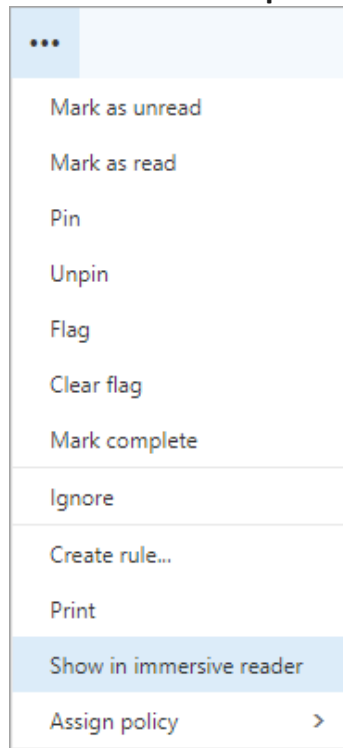 •••
Mark as unread
Mark as read
Pin
Unpin
Flag
Clear flag
Mark complete
Ignore
Create rule...
Print
Show in immersive reader
Assign policy >